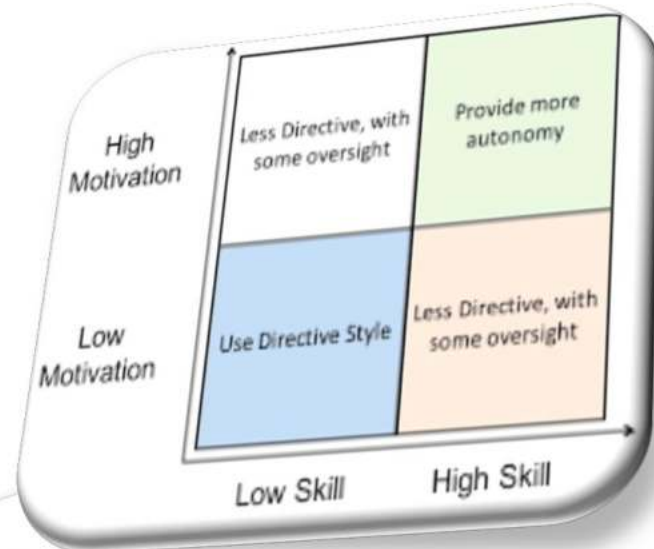 High
Motivation
Less Directive, with
some oversight
Provide more
autonomy
Low
Motivation
Use Directive Style
Less Directive, with
some oversight
Low Skill
High Skill